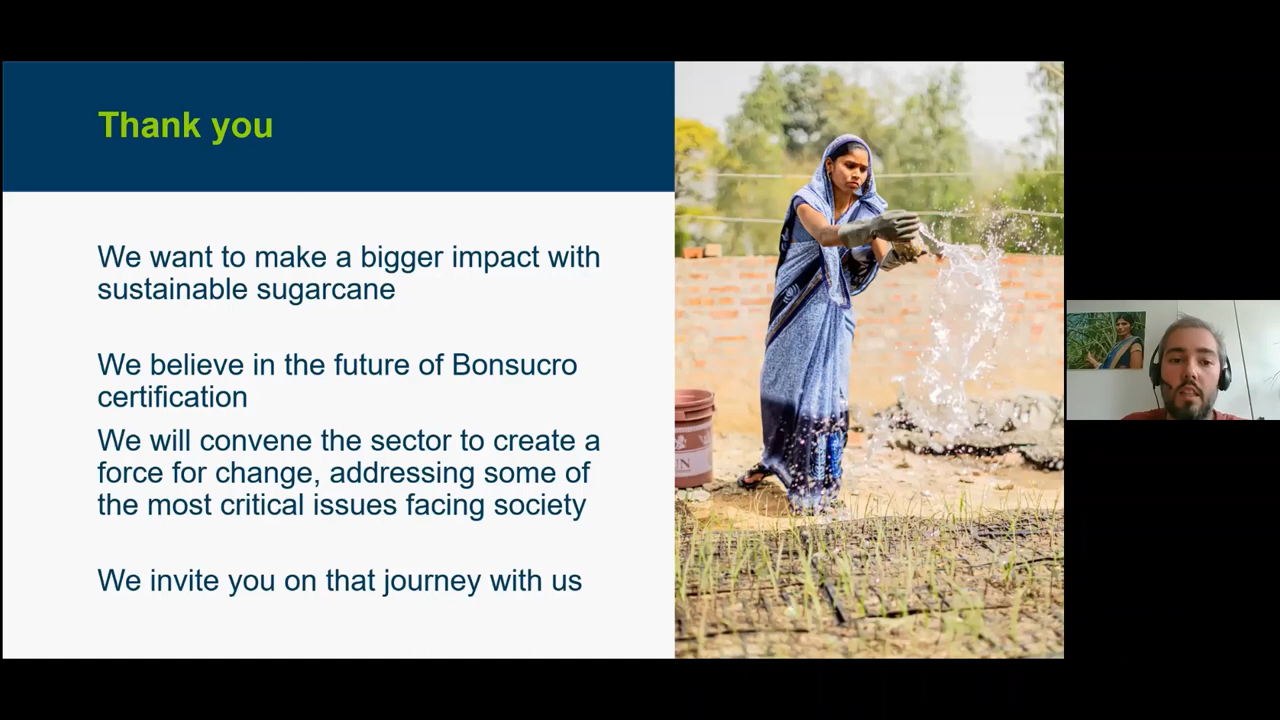 Thank you
We want to make a bigger impact with
sustainable sugarcane
We believe in the future of Bonsucro
certification
We will convene the sector to create a
force for change, addressing some of
the most critical issues facing society
We invite you on that journey with us